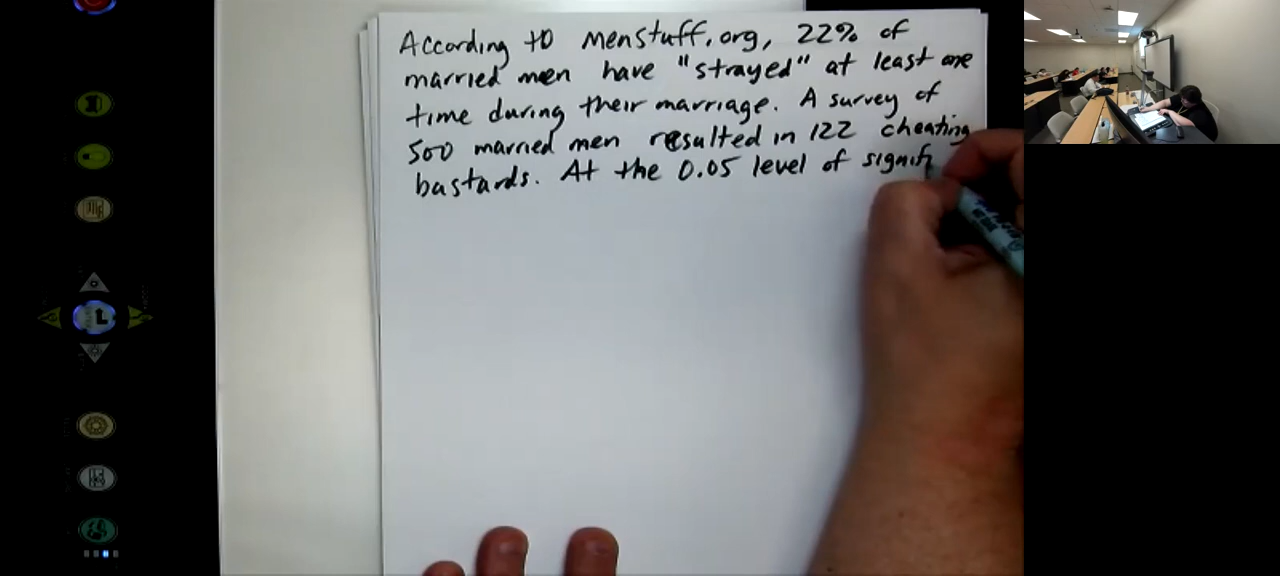 According to menstuff.org, 22% of
married men have "strayed" at least one
time during their marriage. A survey of
500 married men resulted in 122 cheating
bastards. At the 0.05 level of signif